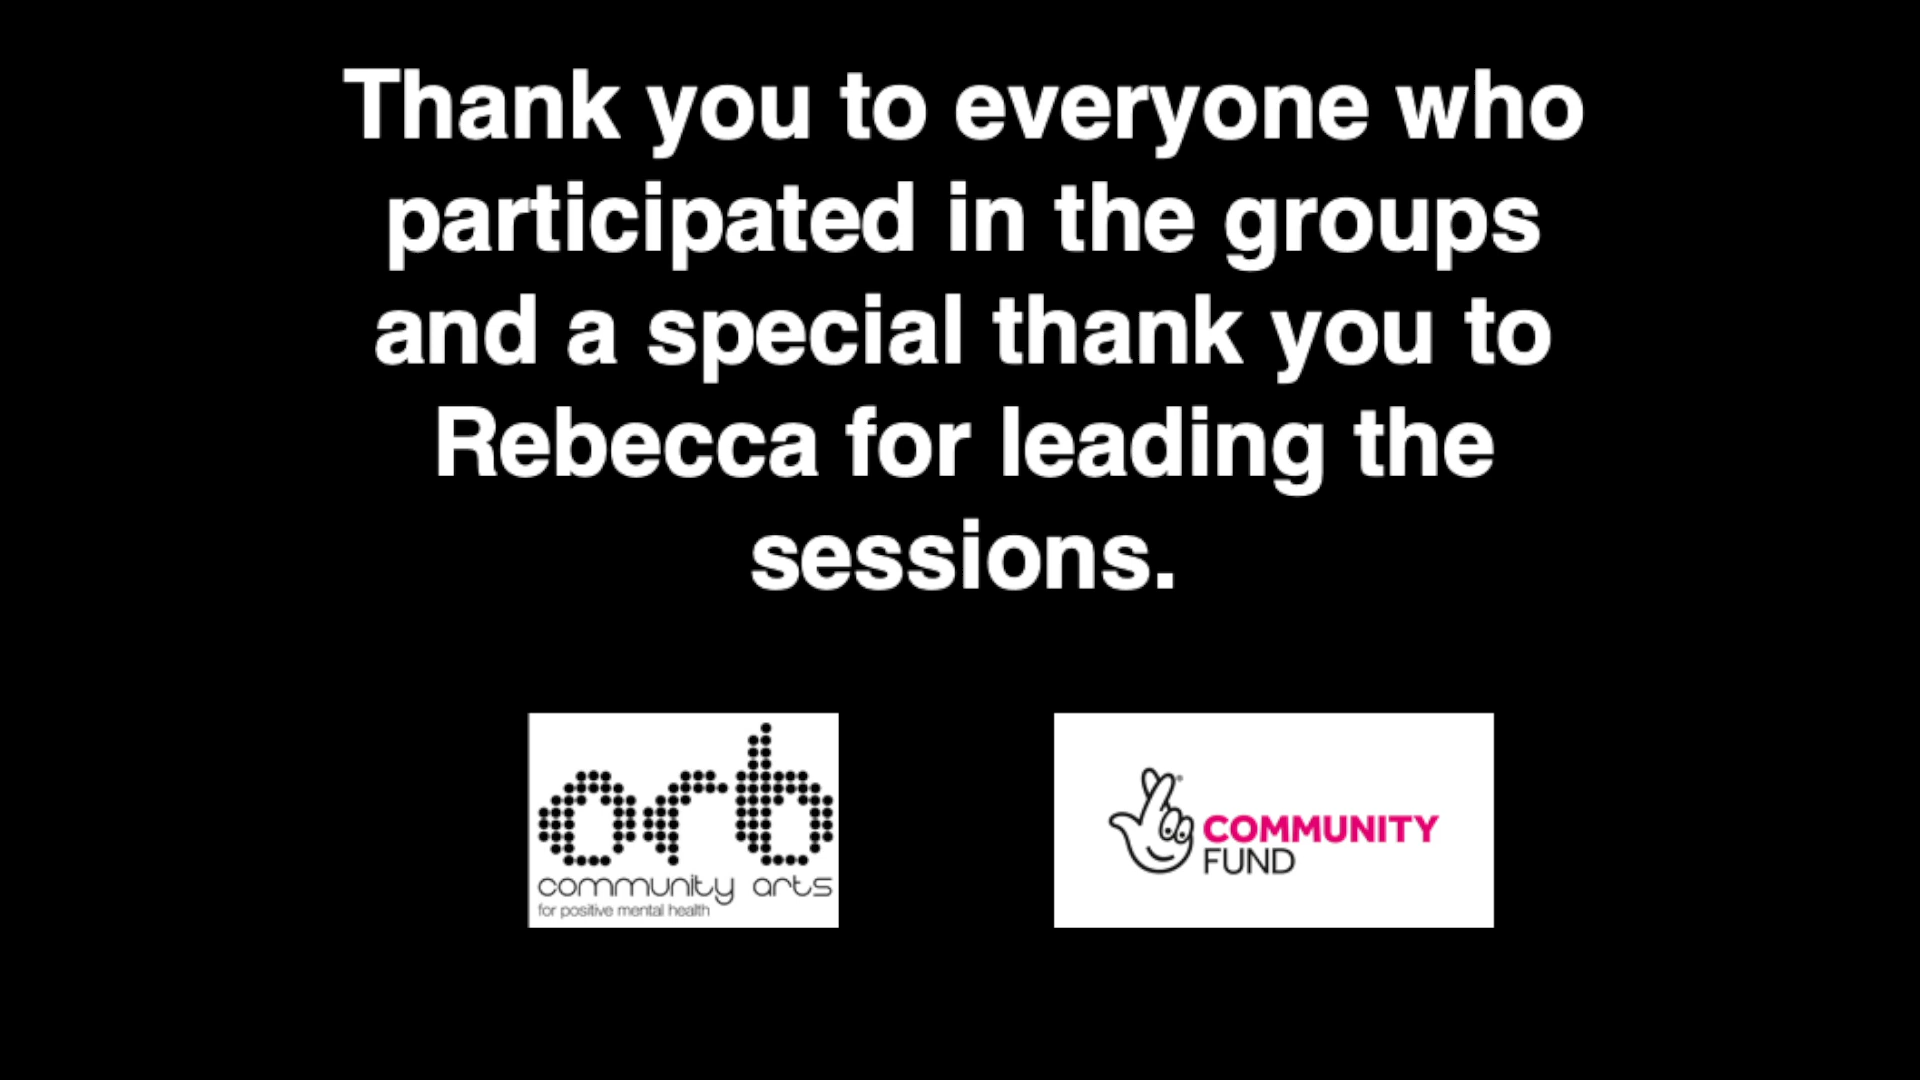 Thank you to everyone who
participated in the groups
and a special thank you to
Rebecca for leading the
sessions.
orb
community arts
for positive mental health
COMMUNITY
FUND